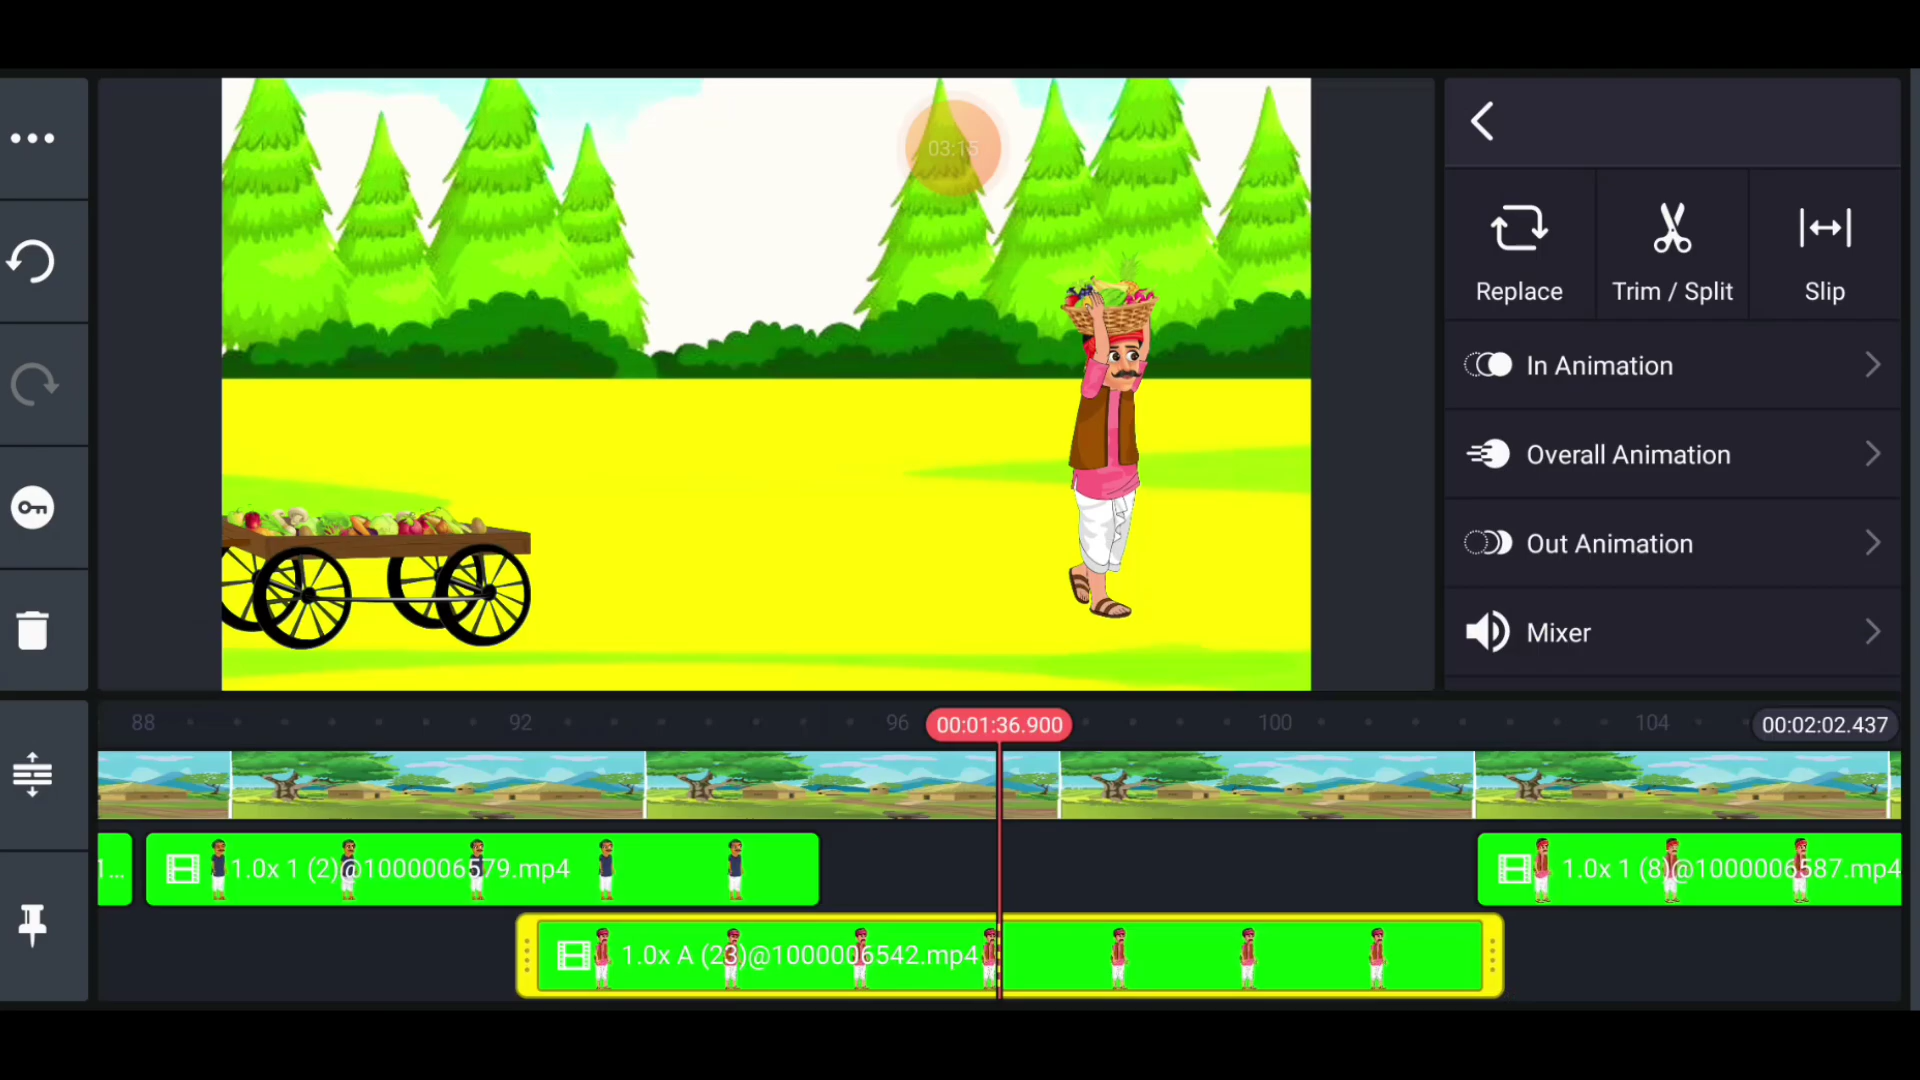 03:15
Replace
Trim / Split
Slip
In Animation
Overall Animation
Out Animation
Mixer
88
92
96
00:01:36.900
100
104
00:02:02.437
1...
1.0x 1 (2)@1000006579.mp4
1.0x 1 (8)@1000006587.mp4
1.0x A (23)@1000006542.mp4